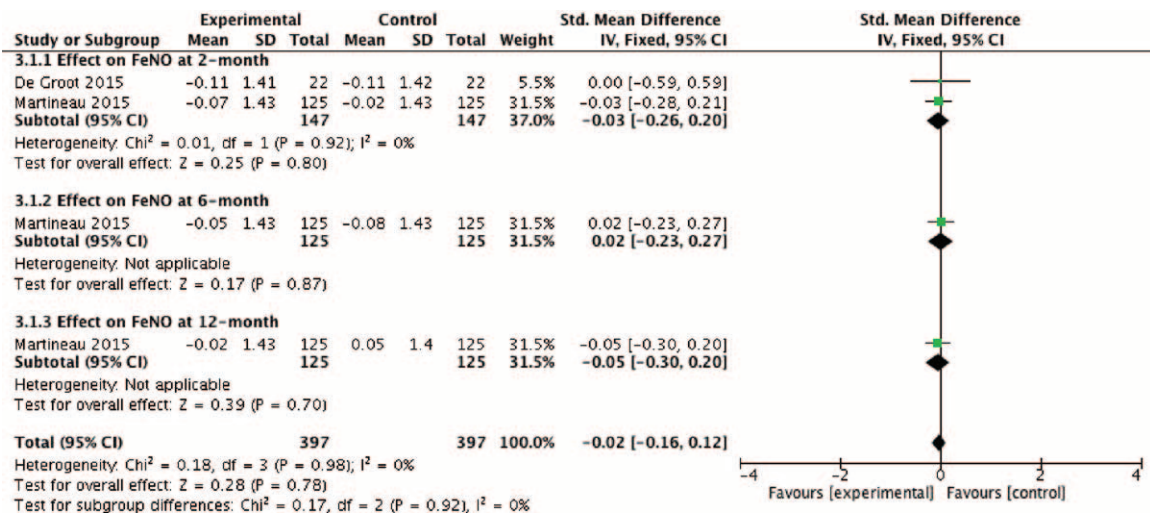 Experimental Control Std. Mean Difference Std. Mean Difference
Study or Subgroup Mean SD Total Mean SD Total Weight IV, Fixed, 95% CI IV, Fixed, 95% CI
3.1.1 Effect on FeNO at 2-month
De Groot 2015 -0.11 1.41 22 -0.11 1.42 22 5.5% 0.00 [-0.59, 0.59]
Martineau 2015 -0.07 1.43 125 -0.02 1.43 125 31.5% -0.03 [-0.28, 0.21]
Subtotal (95% CI) 147 147 37.0% -0.03 [-0.26, 0.20]
Heterogeneity: Chi² = 0.01, df = 1 (P = 0.92); I² = 0%
Test for overall effect: Z = 0.25 (P = 0.80)
3.1.2 Effect on FeNO at 6-month
Martineau 2015 -0.05 1.43 125 -0.08 1.43 125 31.5% 0.02 [-0.23, 0.27]
Subtotal (95% CI) 125 125 31.5% 0.02 [-0.23, 0.27]
Heterogeneity: Not applicable
Test for overall effect: Z = 0.17 (P = 0.87)
3.1.3 Effect on FeNO at 12-month
Martineau 2015 -0.02 1.43 125 0.05 1.4 125 31.5% -0.05 [-0.30, 0.20]
Subtotal (95% CI) 125 125 31.5% -0.05 [-0.30, 0.20]
Heterogeneity: Not applicable
Test for overall effect: Z = 0.39 (P = 0.70)
Total (95% CI) 397 397 100.0% -0.02 [-0.16, 0.12]
Heterogeneity: Chi² = 0.18, df = 3 (P = 0.98); I² = 0%
Test for overall effect: Z = 0.28 (P = 0.78)
Test for subgroup differences: Chi² = 0.17, df = 2 (P = 0.92), I² = 0%
-4 -2 0 2 4
Favours [experimental] Favours [control]